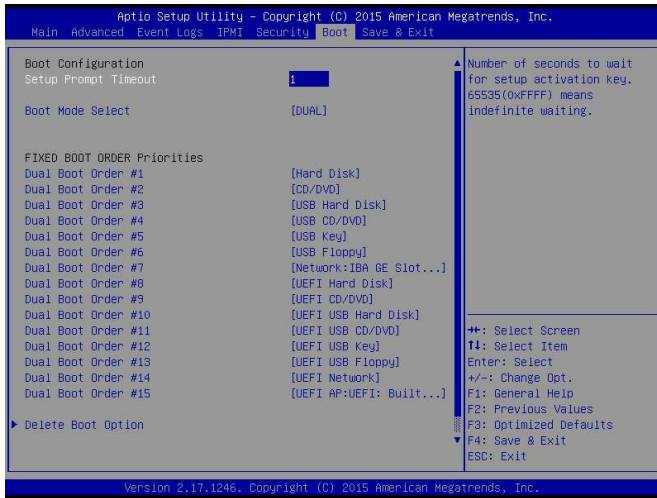 Aptio Setup Utility – Copyright (C) 2015 American Megatrends, Inc.
Main Advanced Event Logs IPMI Security Boot Save & Exit
Boot Configuration
Setup Prompt Timeout 1
Boot Mode Select [DUAL]
FIXED BOOT ORDER Priorities
Dual Boot Order #1 [Hard Disk]
Dual Boot Order #2 [CD/DVD]
Dual Boot Order #3 [USB Hard Disk]
Dual Boot Order #4 [USB CD/DVD]
Dual Boot Order #5 [USB Key]
Dual Boot Order #6 [USB Floppy]
Dual Boot Order #7 [Network:IBA GE Slot...]
Dual Boot Order #8 [UEFI Hard Disk]
Dual Boot Order #9 [UEFI CD/DVD]
Dual Boot Order #10 [UEFI USB Hard Disk]
Dual Boot Order #11 [UEFI USB CD/DVD]
Dual Boot Order #12 [UEFI USB Key]
Dual Boot Order #13 [UEFI USB Floppy]
Dual Boot Order #14 [UEFI Network]
Dual Boot Order #15 [UEFI AP:UEFI: Built...]
Delete Boot Option
Number of seconds to wait
for setup activation key.
65535(0xFFFF) means
indefinite waiting.
→←: Select Screen
↑↓: Select Item
Enter: Select
+/-: Change Opt.
F1: General Help
F2: Previous Values
F3: Optimized Defaults
F4: Save & Exit
ESC: Exit
Version 2.17.1246. Copyright (C) 2015 American Megatrends, Inc.